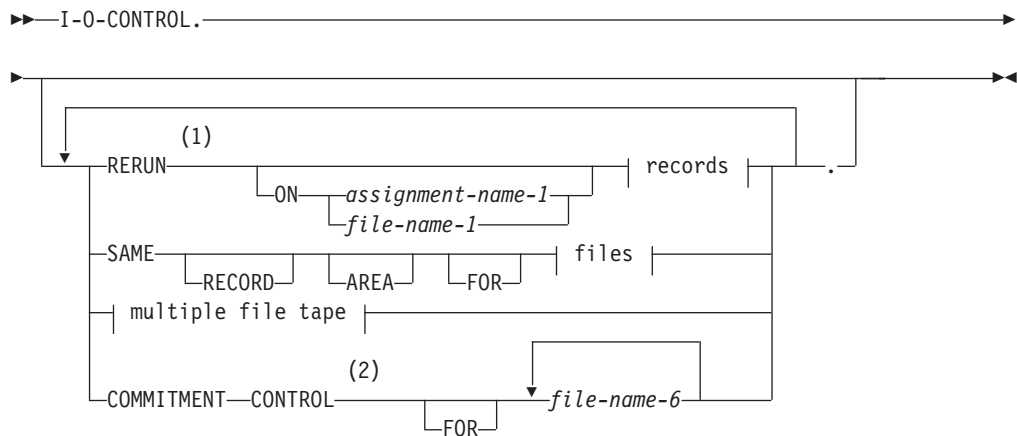 I-O-CONTROL.
(1)
RERUN records .
ON assignment-name-1
file-name-1
SAME files
RECORD AREA FOR
multiple file tape
(2)
COMMITMENT CONTROL file-name-6
FOR